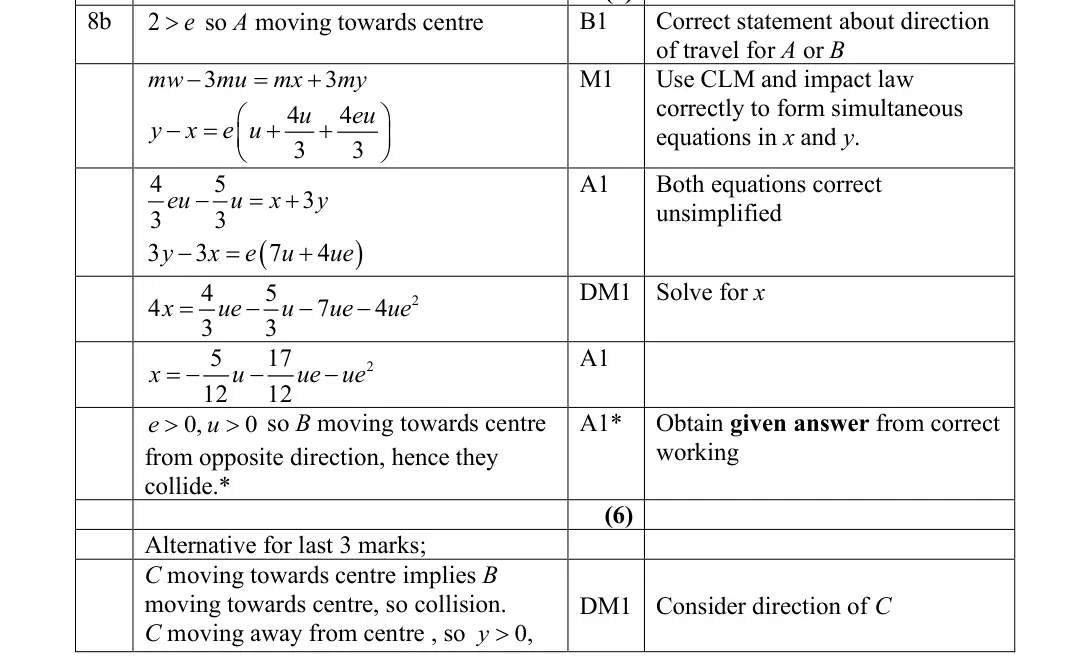 8b 2 > e so A moving towards centre B1 Correct statement about direction
of travel for A or B
mw − 3mu = mx + 3my M1 Use CLM and impact law
correctly to form simultaneous
equations in x and y.
y − x = e(u + 4u/3 + 4eu/3)
4/3 eu − 5/3 u = x + 3y A1 Both equations correct
unsimplified
3y − 3x = e(7u + 4ue)
4x = 4/3 ue − 5/3 u − 7ue − 4ue² DM1 Solve for x
x = − 5/12 u − 17/12 ue − ue² A1
e > 0, u > 0 so B moving towards centre A1* Obtain given answer from correct
from opposite direction, hence they working
collide.*
(6)
Alternative for last 3 marks;
C moving towards centre implies B
moving towards centre, so collision. DM1 Consider direction of C
C moving away from centre , so y > 0,